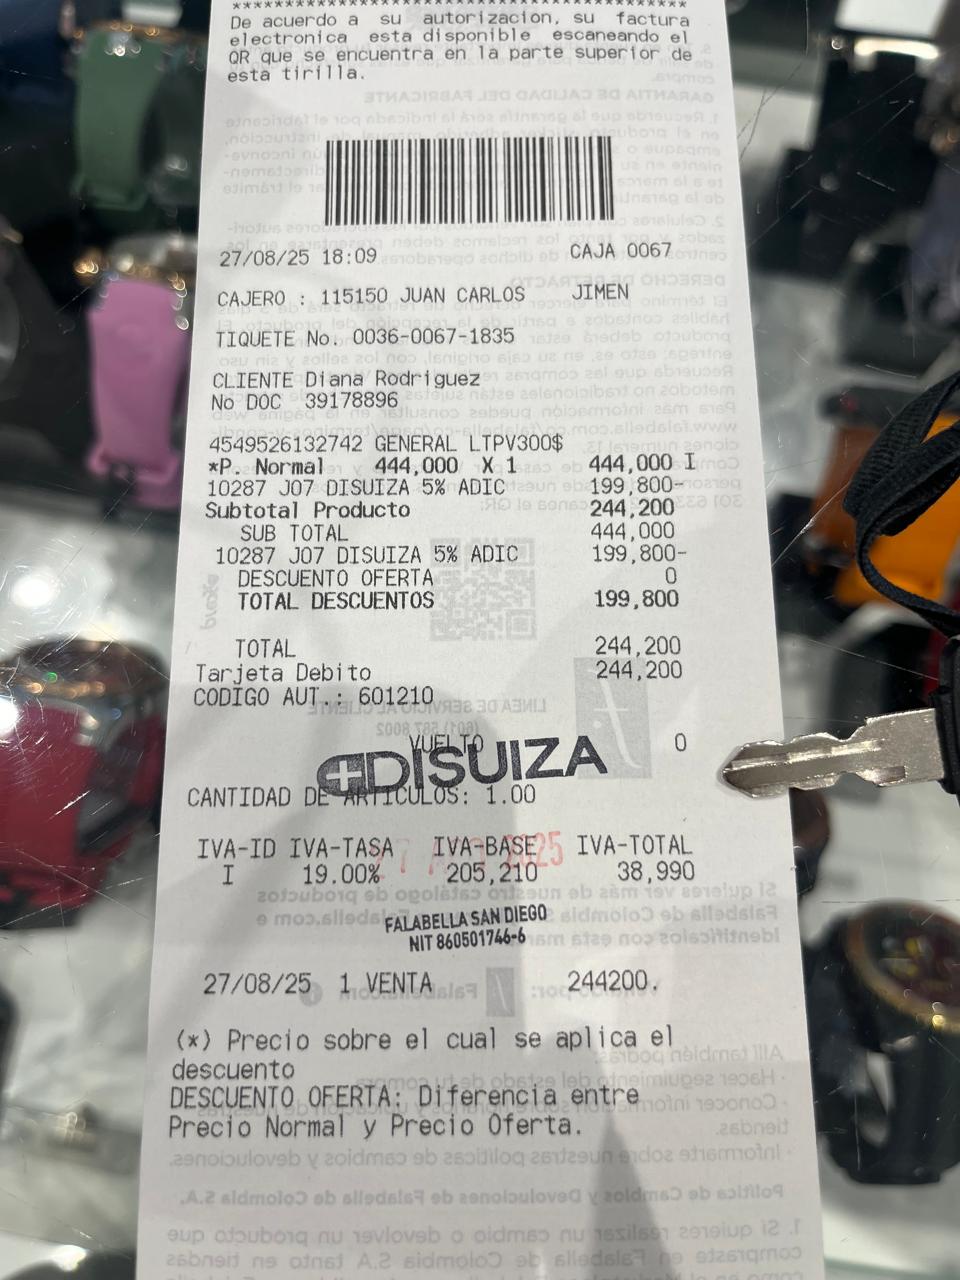 De acuerdo a su autorizacion, su factura
electronica esta disponible escaneando el
QR que se encuentra en la parte superior de
esta tirilla.
27/08/25 18:09 CAJA 0067
CAJERO : 115150 JUAN CARLOS JIMEN
TIQUETE No. 0036-0067-1835
CLIENTE Diana Rodriguez
No DOC 39178896
4549526132742 GENERAL LTPV300$
*P. Normal 444,000 X 1 444,000 I
10287 J07 DISUIZA 5% ADIC 199,800-
Subtotal Producto 244,200
SUB TOTAL 444,000
10287 J07 DISUIZA 5% ADIC 199,800-
DESCUENTO OFERTA 0
TOTAL DESCUENTOS 199,800
TOTAL 244,200
Tarjeta Debito 244,200
CODIGO AUT.: 601210
VUELTO 0
DISUIZA
CANTIDAD DE ARTICULOS: 1.00
IVA-ID IVA-TASA IVA-BASE IVA-TOTAL
I 19.00% 205,210 38,990
FALABELLA SAN DIEGO
NIT 860501746-6
27/08/25 1 VENTA 244200.
(*) Precio sobre el cual se aplica el
descuento
DESCUENTO OFERTA: Diferencia entre
Precio Normal y Precio Oferta.